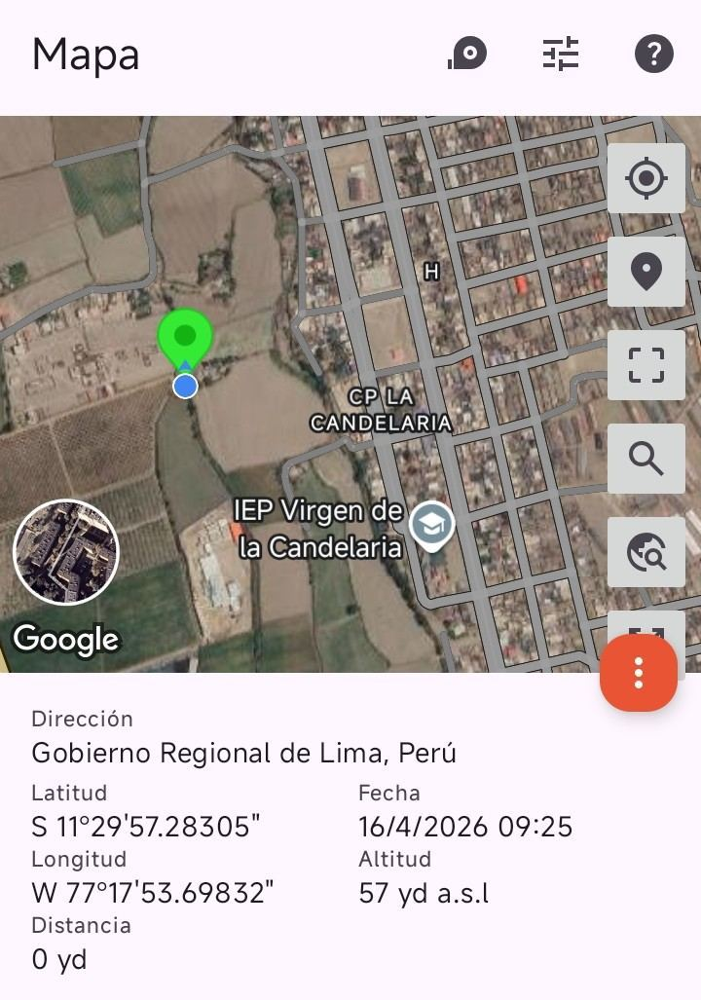 Mapa
H
CP LA
CANDELARIA
IEP Virgen de
la Candelaria
Google
Dirección
Gobierno Regional de Lima, Perú
Latitud
S 11°29'57.28305"
Fecha
16/4/2026 09:25
Longitud
W 77°17'53.69832"
Altitud
57 yd a.s.l
Distancia
0 yd